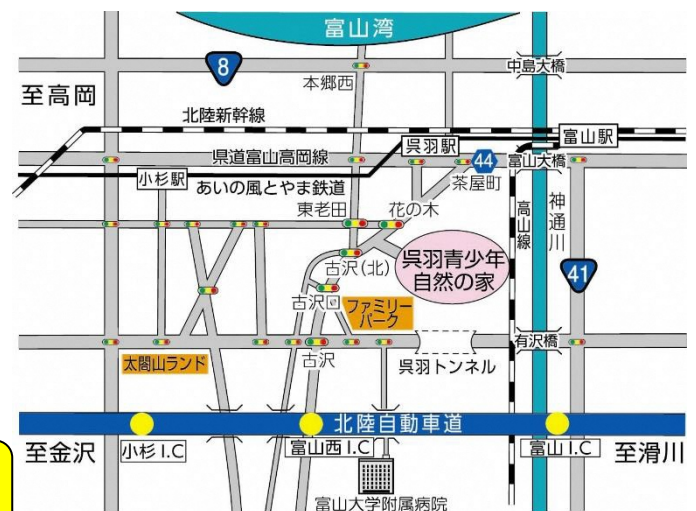 富山湾
8
中島大橋
本郷西
至高岡
北陸新幹線
呉羽駅
富山駅
県道富山高岡線
44
富山大橋
小杉駅
あいの風とやま鉄道
茶屋町
東老田
花の木
高山線
神通川
古沢(北)
呉羽青少年
自然の家
41
古沢口
ファミリー
パーク
有沢橋
太閤山ランド
古沢
呉羽トンネル
北陸自動車道
至金沢
小杉I.C
富山西I.C
富山I.C
至滑川
富山大学附属病院